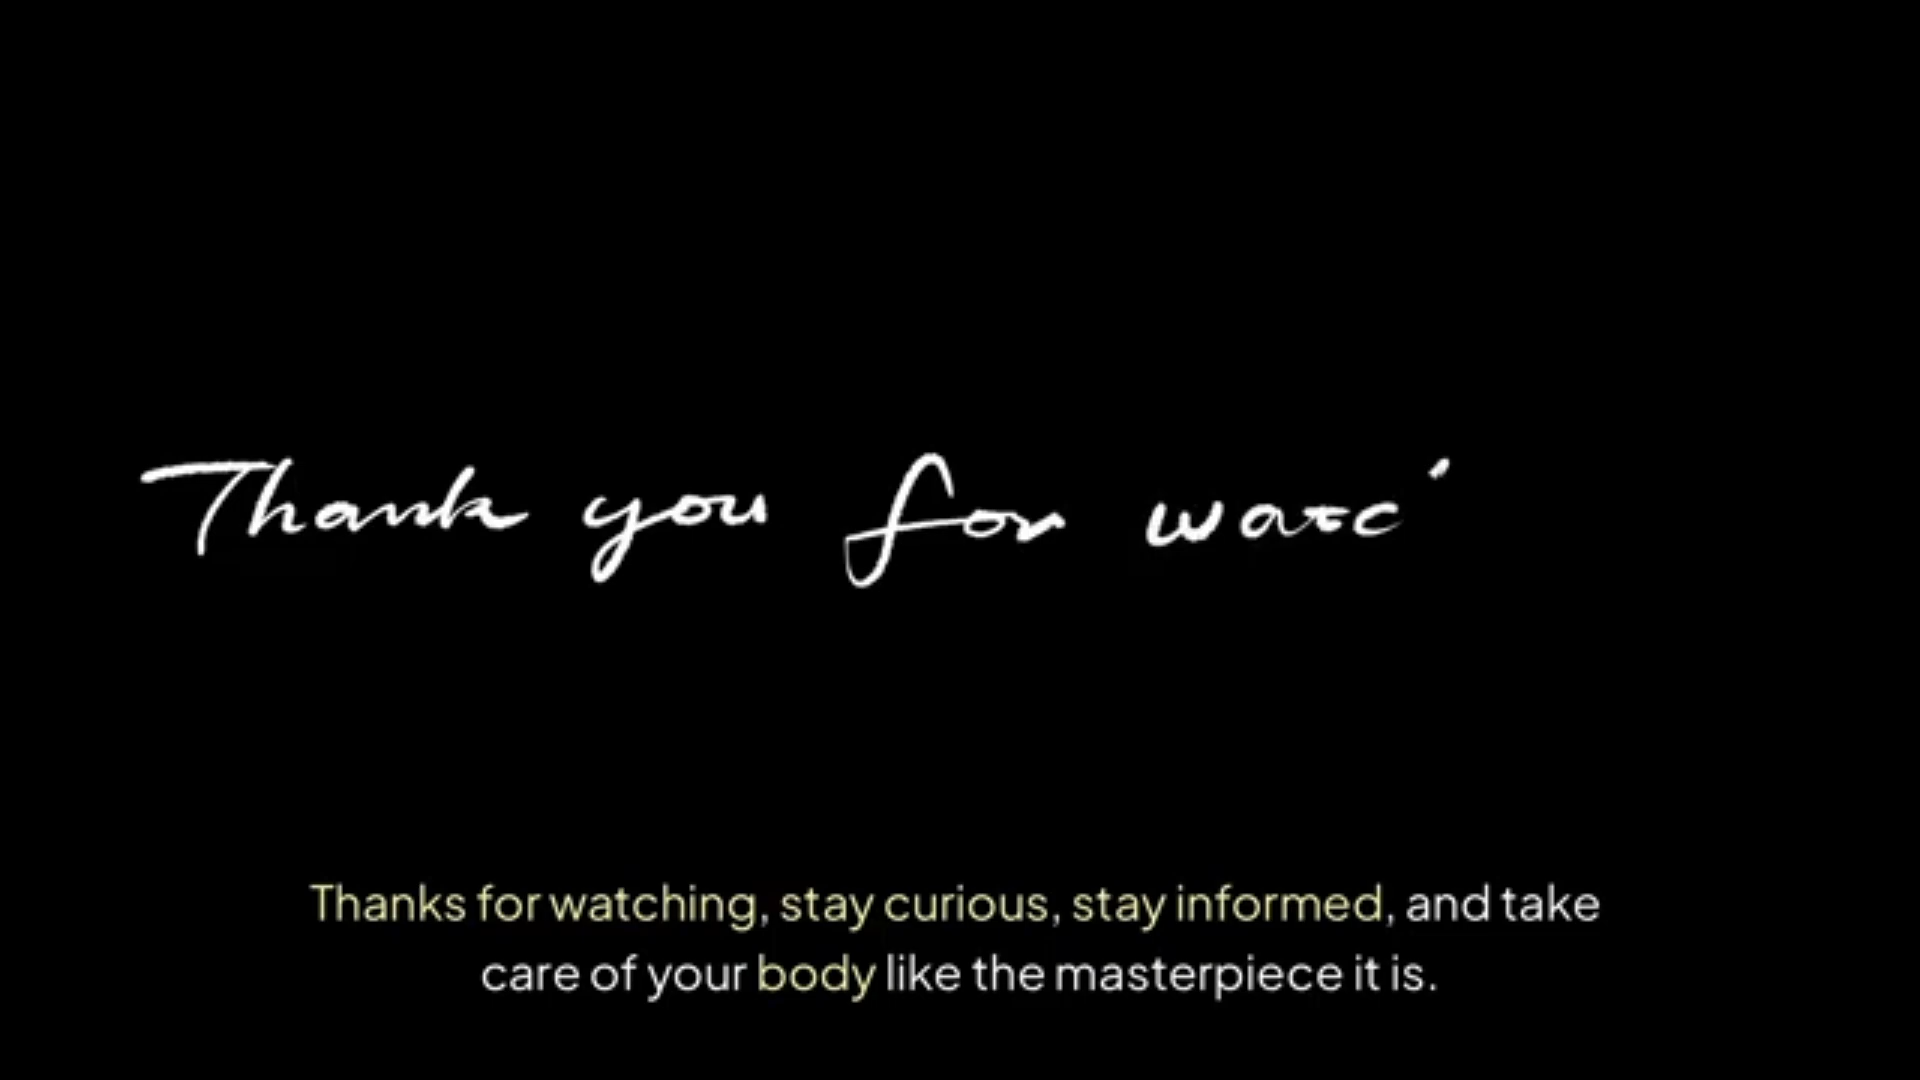 Thank you for watc
Thanks for watching, stay curious, stay informed, and take
care of your body like the masterpiece it is.